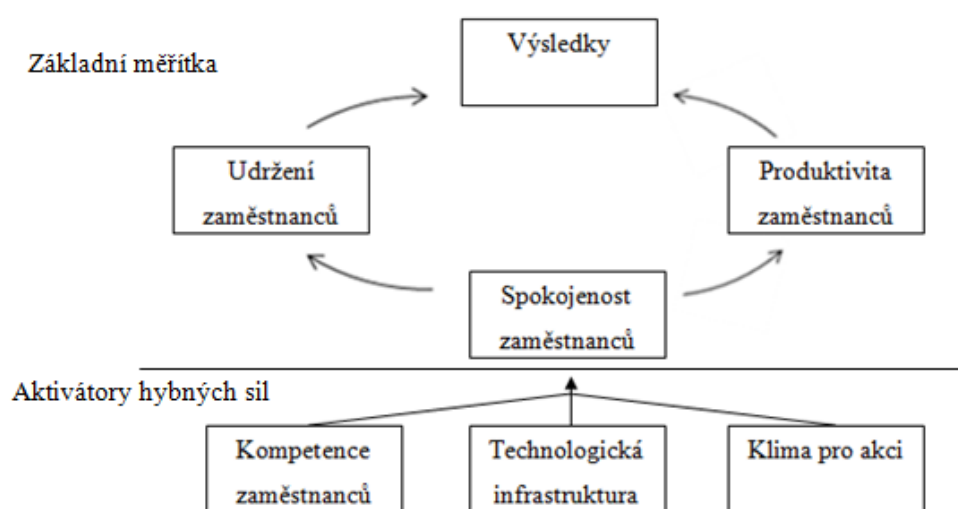 Výsledky
Základní měřítka
Udržení
zaměstnanců
Produktivita
zaměstnanců
Spokojenost
zaměstnanců
Aktivátory hybných sil
Kompetence
zaměstnanců
Technologická
infrastruktura
Klima pro akci